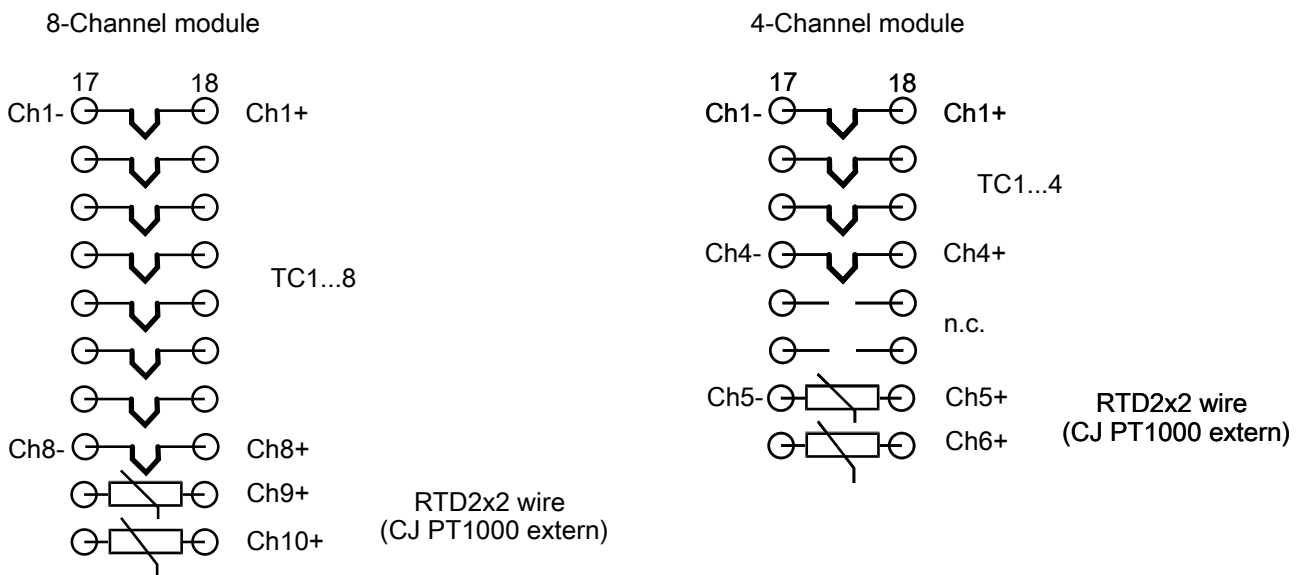 8-Channel module
17 18
Ch1- Ch1+
TC1...8
Ch8- Ch8+
Ch9+
Ch10+
RTD2x2 wire
(CJ PT1000 extern)
4-Channel module
17 18
Ch1- Ch1+
TC1...4
Ch4- Ch4+
n.c.
Ch5- Ch5+
Ch6+
RTD2x2 wire
(CJ PT1000 extern)